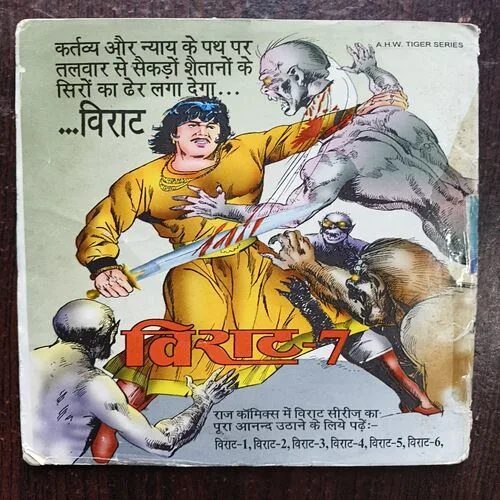 कर्तव्य और न्याय के पथ पर
तलवार से सैकड़ों शैतानों के
सिरों का ढेर लगा देगा...
...विराट
A.H.W. TIGER SERIES
विराट-7
राज कॉमिक्स में विराट सीरीज का
पूरा आनन्द उठाने के लिये पढ़ें:-
विराट-1, विराट-2, विराट-3, विराट-4, विराट-5, विराट-6,